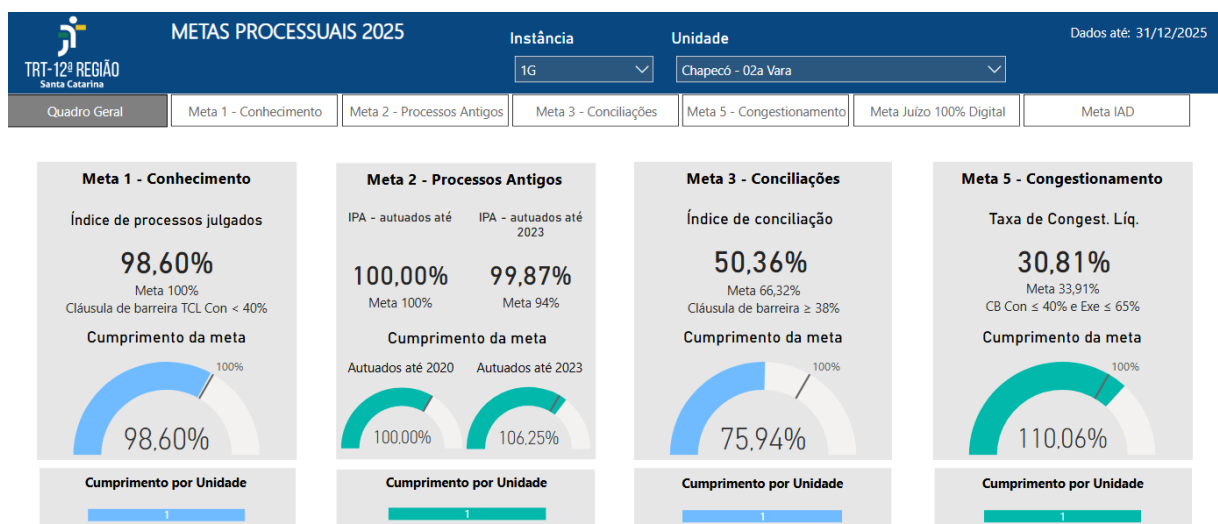 METAS PROCESSUAIS 2025
Instância
Unidade
Dados até: 31/12/2025
TRT-12ª REGIÃO
Santa Catarina
1G
Chapecó - 02a Vara
Quadro Geral
Meta 1 - Conhecimento
Meta 2 - Processos Antigos
Meta 3 - Conciliações
Meta 5 - Congestionamento
Meta Juízo 100% Digital
Meta IAD
Meta 1 - Conhecimento
Índice de processos julgados
98,60%
Meta 100%
Cláusula de barreira TCL Con < 40%
Cumprimento da meta
100%
98,60%
Cumprimento por Unidade
1
Meta 2 - Processos Antigos
IPA - autuados até
IPA - autuados até
2023
100,00%
99,87%
Meta 100%
Meta 94%
Cumprimento da meta
Autuados até 2020
Autuados até 2023
100,00%
106,25%
Cumprimento por Unidade
1
Meta 3 - Conciliações
Índice de conciliação
50,36%
Meta 66,32%
Cláusula de barreira ≥ 38%
Cumprimento da meta
100%
75,94%
Cumprimento por Unidade
1
Meta 5 - Congestionamento
Taxa de Congest. Líq.
30,81%
Meta 33,91%
CB Con ≤ 40% e Exe ≤ 65%
Cumprimento da meta
100%
110,06%
Cumprimento por Unidade
1